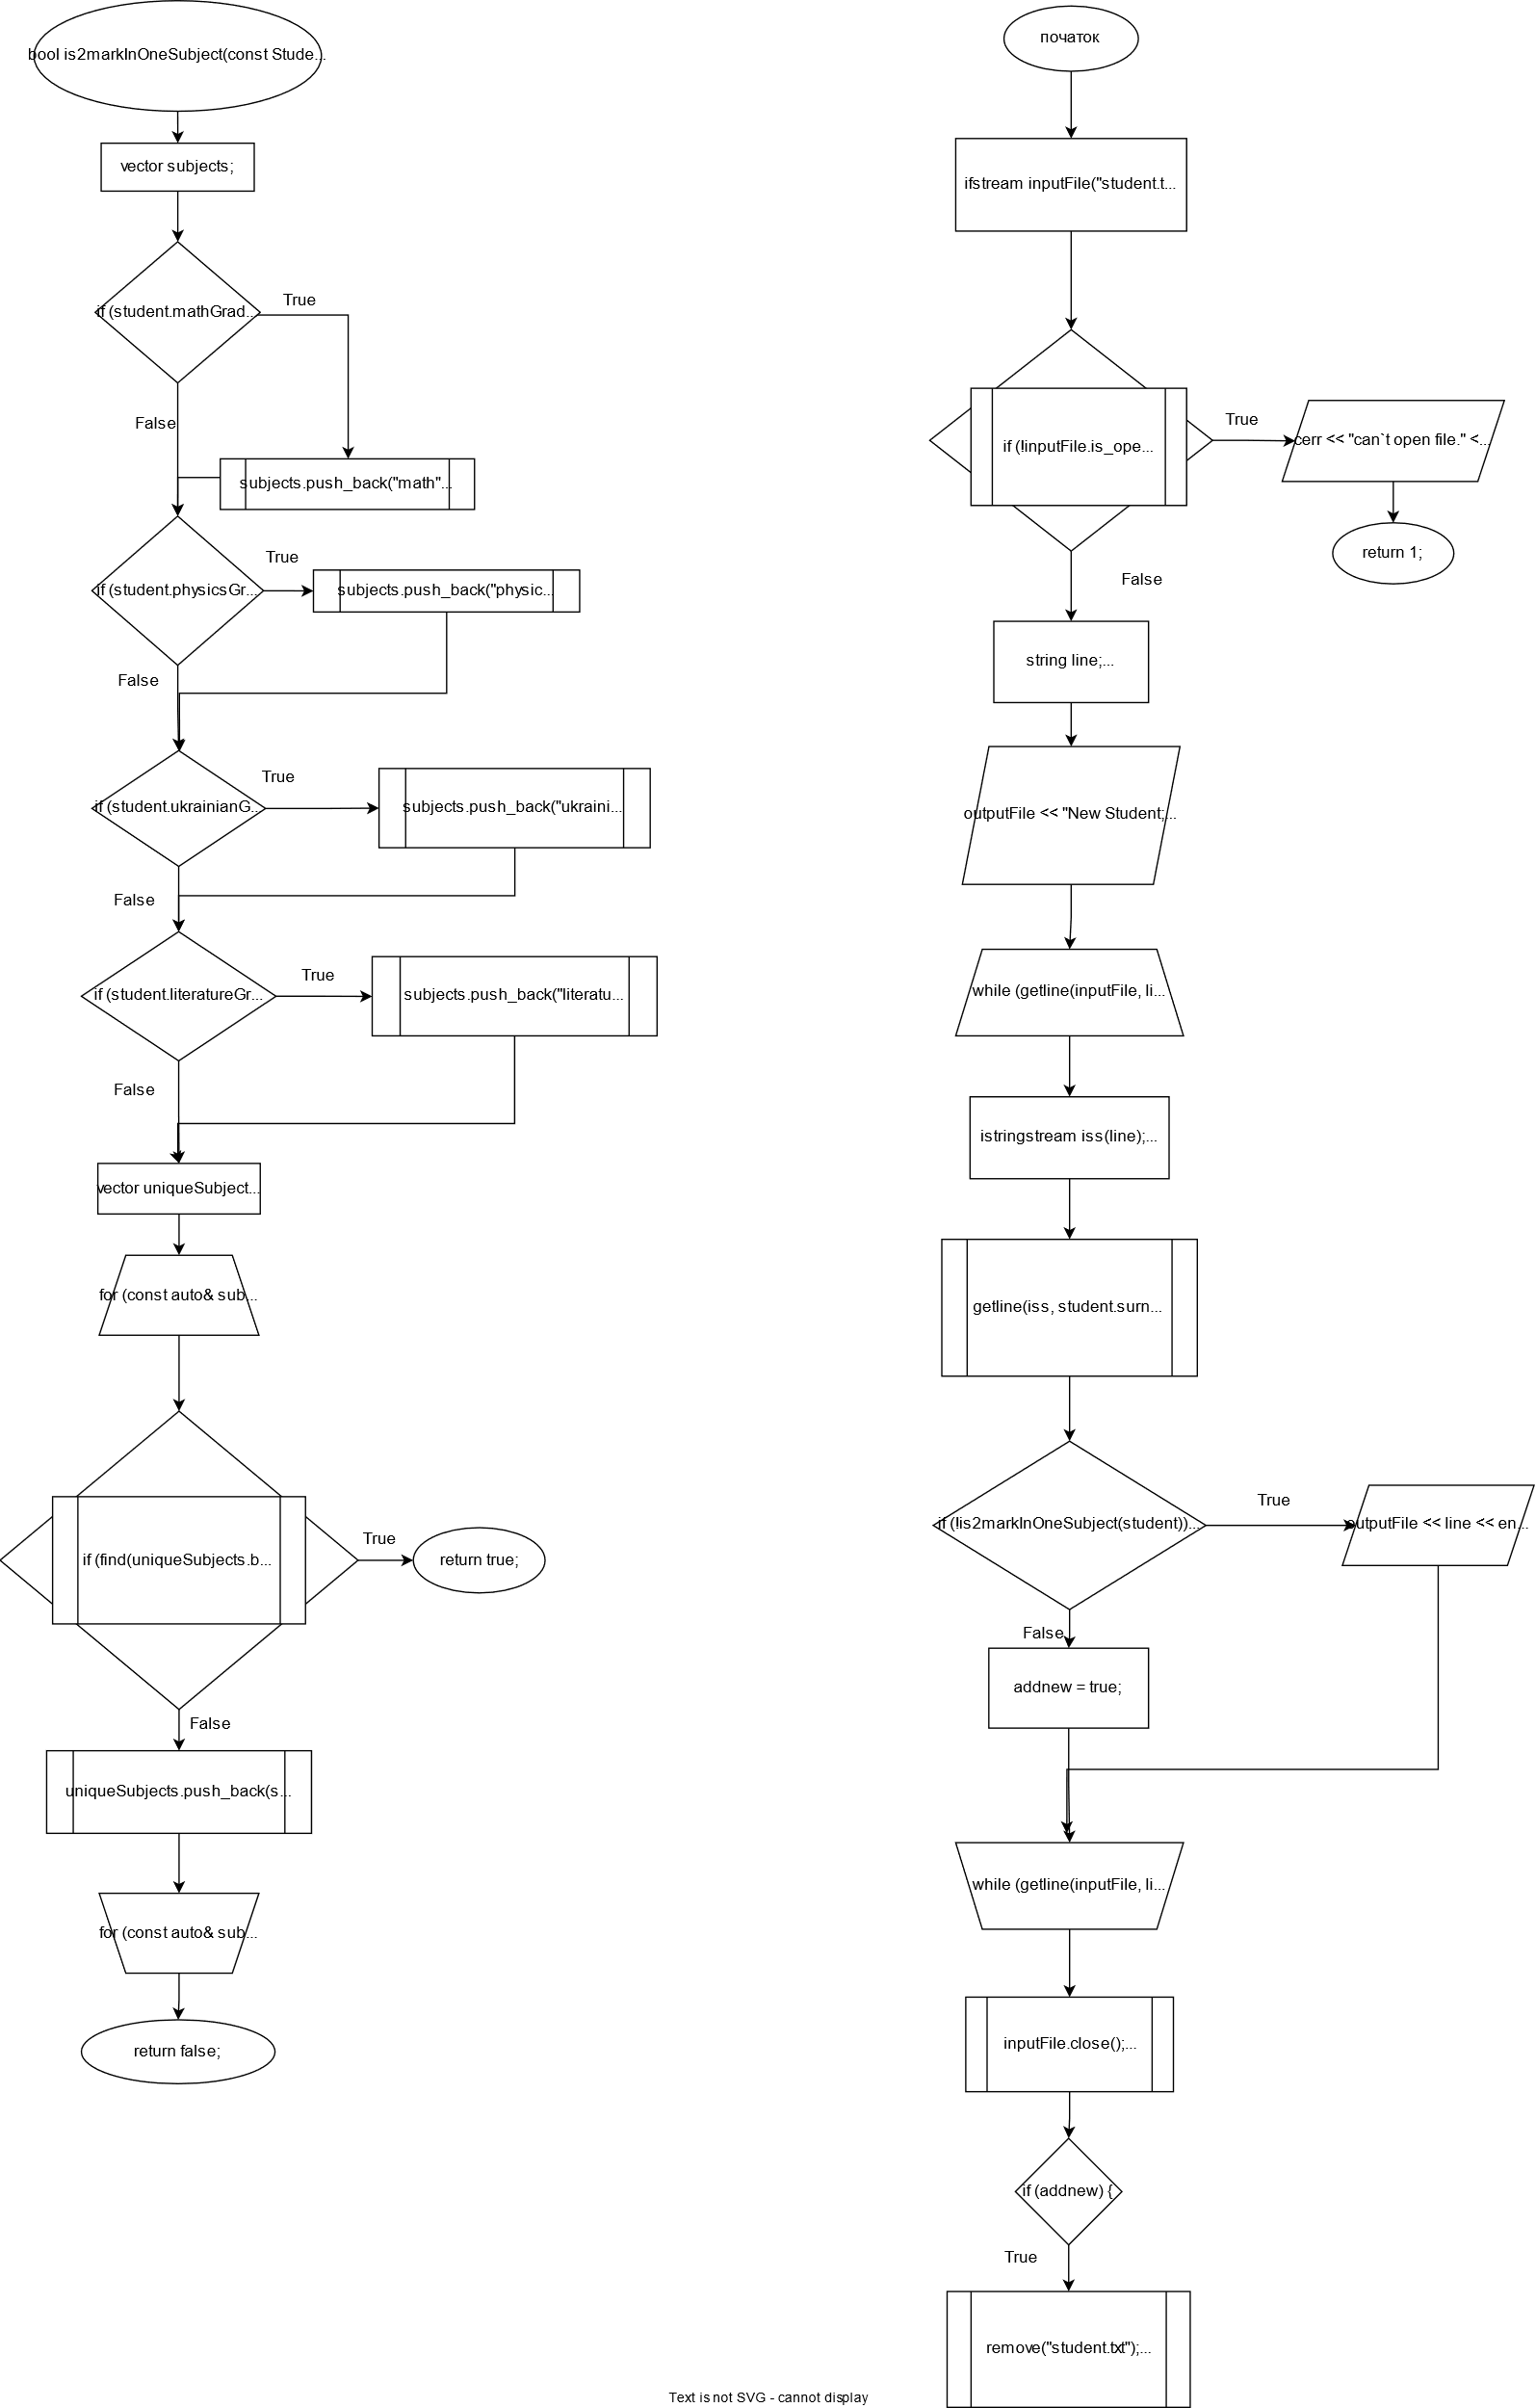 bool is2markInOneSubject(const Stude...
vector subjects;
if (student.mathGrad...
True
False
subjects.push_back("math"...
if (student.physicsGr...
True
subjects.push_back("physic...
False
if (student.ukrainianG...
True
subjects.push_back("ukraini...
False
if (student.literatureGr...
True
subjects.push_back("literatu...
False
vector uniqueSubject...
for (const auto& sub...
if (find(uniqueSubjects.b...
True
return true;
False
uniqueSubjects.push_back(s...
for (const auto& sub...
return false;
початок
ifstream inputFile("student.t...
if (!inputFile.is_ope...
True
cerr << "can`t open file." <...
return 1;
False
string line;...
outputFile << "New Student;...
while (getline(inputFile, li...
istringstream iss(line);...
getline(iss, student.surn...
if (!is2markInOneSubject(student))...
True
outputFile << line << en...
False
addnew = true;
while (getline(inputFile, li...
inputFile.close();...
if (addnew) {
True
remove("student.txt");...
Text is not SVG - cannot display